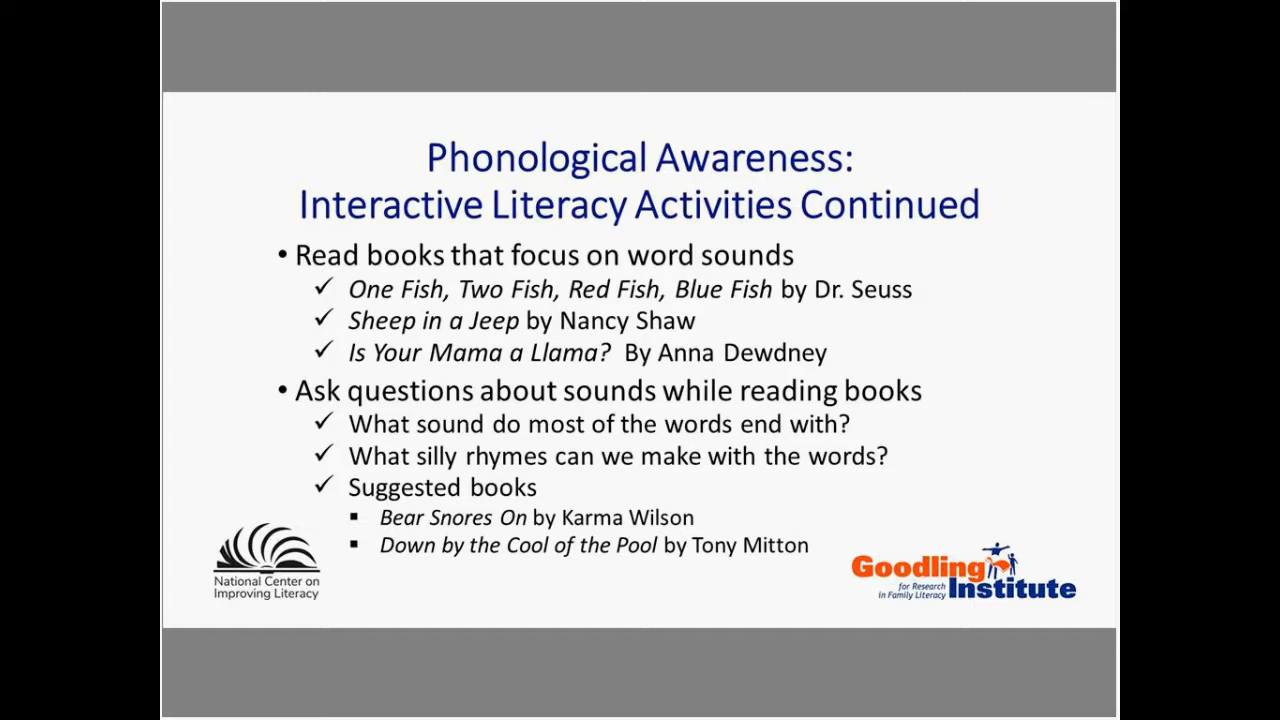 Phonological Awareness:
Interactive Literacy Activities Continued
• Read books that focus on word sounds
✓ One Fish, Two Fish, Red Fish, Blue Fish by Dr. Seuss
✓ Sheep in a Jeep by Nancy Shaw
✓ Is Your Mama a Llama? By Anna Dewdney
• Ask questions about sounds while reading books
✓ What sound do most of the words end with?
✓ What silly rhymes can we make with the words?
✓ Suggested books
▪ Bear Snores On by Karma Wilson
▪ Down by the Cool of the Pool by Tony Mitton
National Center on
Improving Literacy
Goodling
for Research
in Family Literacy
Institute